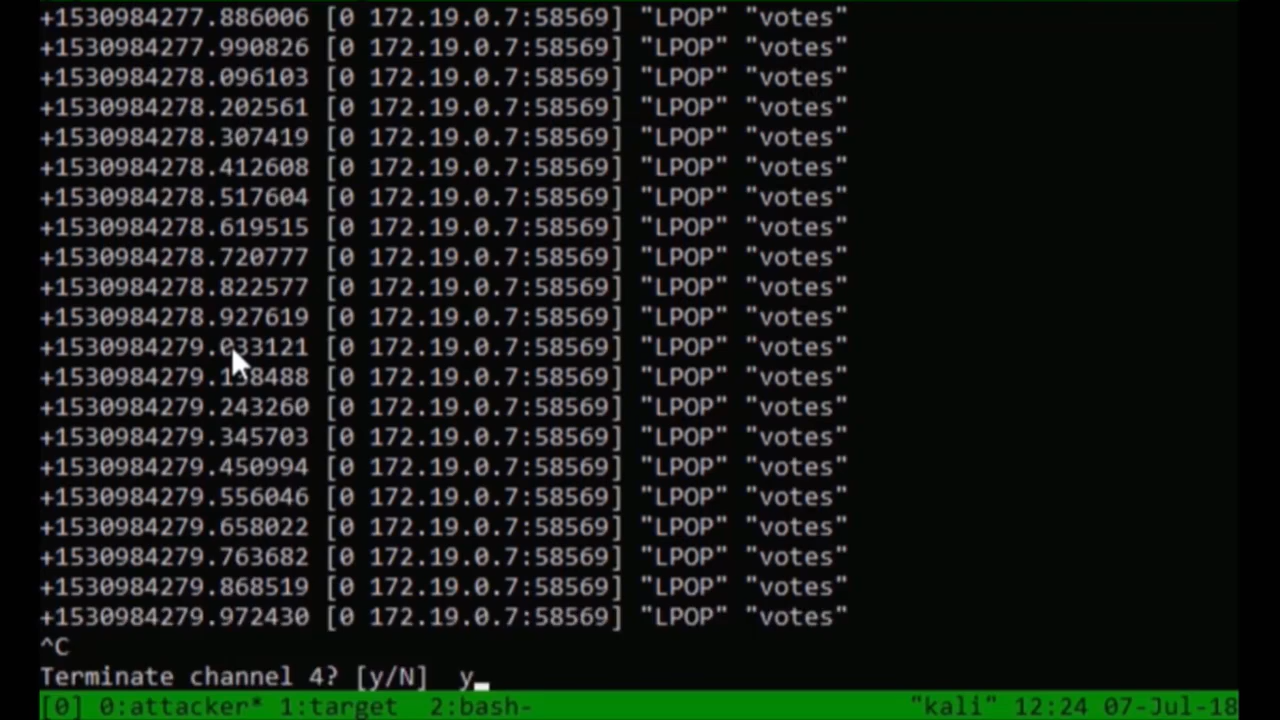 +1530984277.886006 [0 172.19.0.7:58569] "LPOP" "votes"
+1530984277.990826 [0 172.19.0.7:58569] "LPOP" "votes"
+1530984278.096103 [0 172.19.0.7:58569] "LPOP" "votes"
+1530984278.202561 [0 172.19.0.7:58569] "LPOP" "votes"
+1530984278.307419 [0 172.19.0.7:58569] "LPOP" "votes"
+1530984278.412608 [0 172.19.0.7:58569] "LPOP" "votes"
+1530984278.517604 [0 172.19.0.7:58569] "LPOP" "votes"
+1530984278.619515 [0 172.19.0.7:58569] "LPOP" "votes"
+1530984278.720777 [0 172.19.0.7:58569] "LPOP" "votes"
+1530984278.822577 [0 172.19.0.7:58569] "LPOP" "votes"
+1530984278.927619 [0 172.19.0.7:58569] "LPOP" "votes"
+1530984279.033121 [0 172.19.0.7:58569] "LPOP" "votes"
+1530984279.138488 [0 172.19.0.7:58569] "LPOP" "votes"
+1530984279.243260 [0 172.19.0.7:58569] "LPOP" "votes"
+1530984279.345703 [0 172.19.0.7:58569] "LPOP" "votes"
+1530984279.450994 [0 172.19.0.7:58569] "LPOP" "votes"
+1530984279.556046 [0 172.19.0.7:58569] "LPOP" "votes"
+1530984279.658022 [0 172.19.0.7:58569] "LPOP" "votes"
+1530984279.763682 [0 172.19.0.7:58569] "LPOP" "votes"
+1530984279.868519 [0 172.19.0.7:58569] "LPOP" "votes"
+1530984279.972430 [0 172.19.0.7:58569] "LPOP" "votes"
^C
Terminate channel 4? [y/N] y
[0] 0:attacker* 1:target 2:bash- "kali" 12:24 07-Jul-18